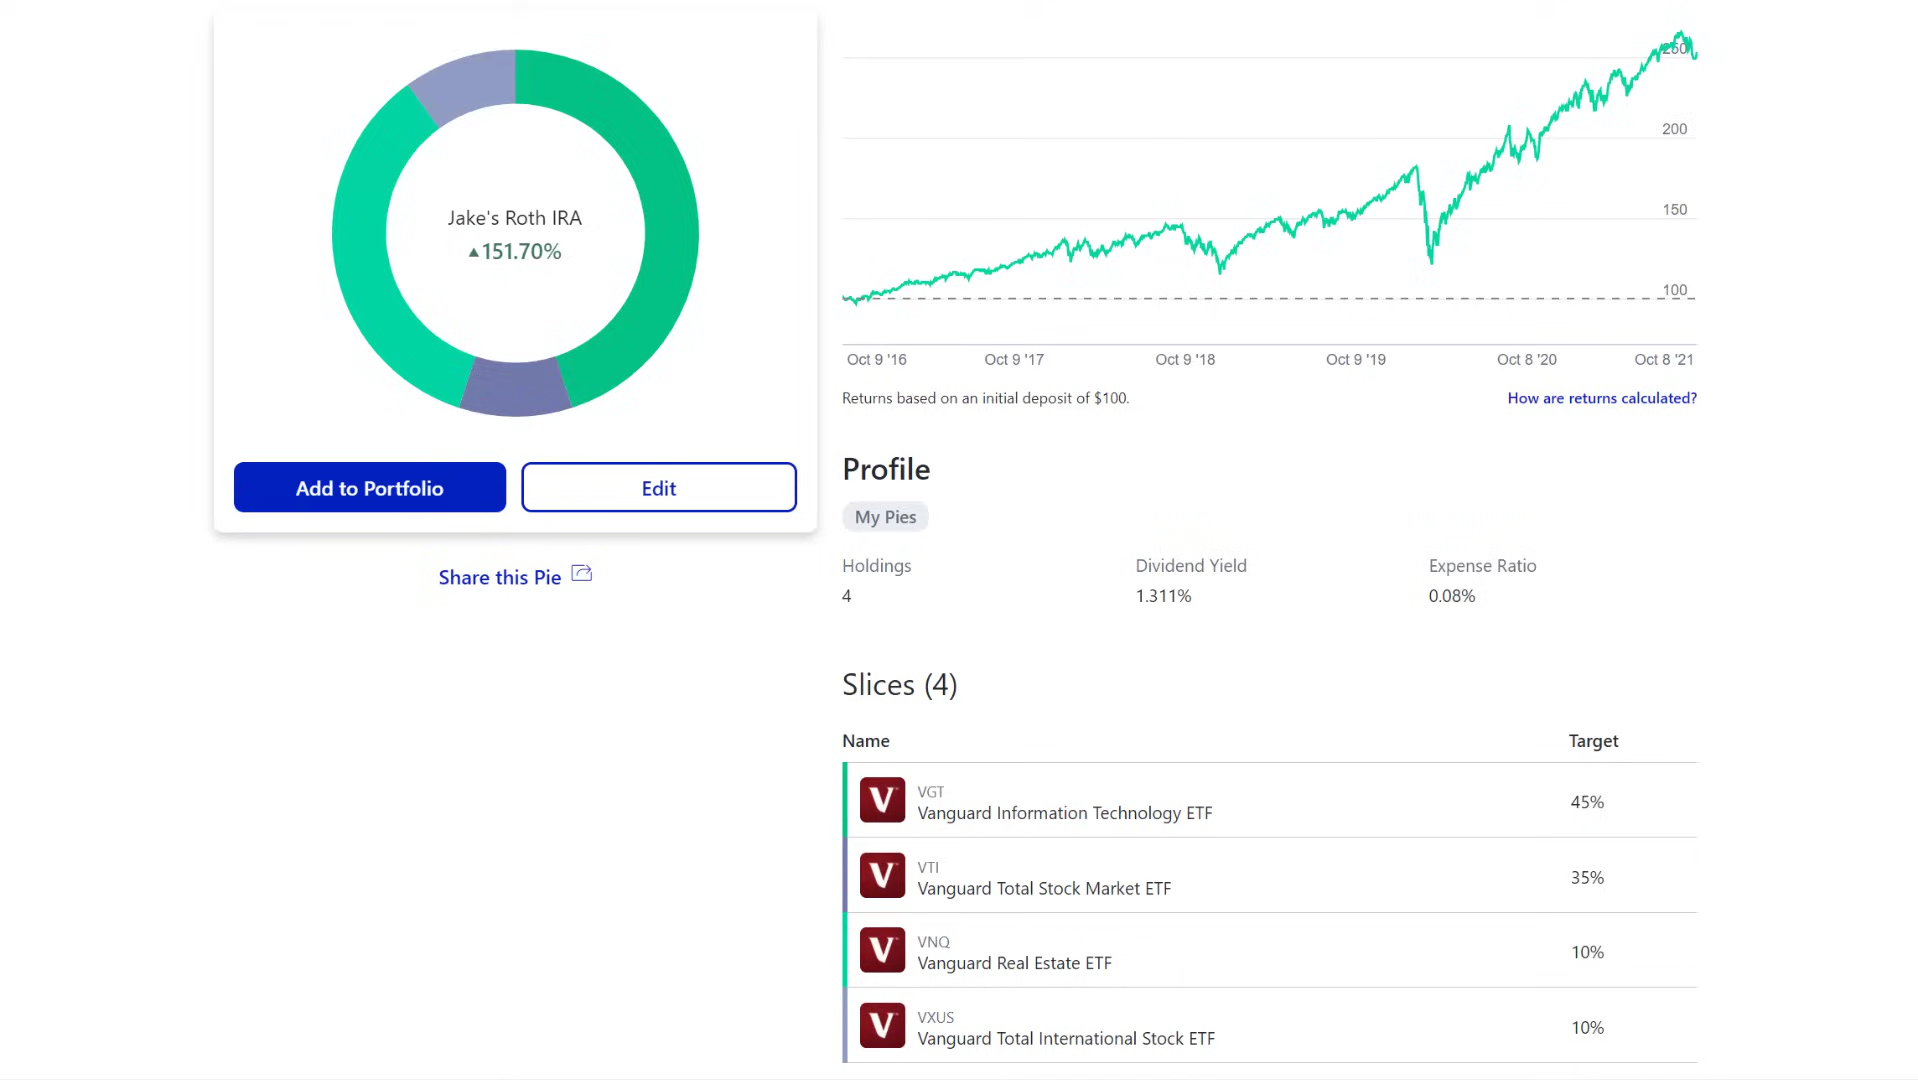 Jake's Roth IRA
▲151.70%
Add to Portfolio
Edit
Share this Pie
250
200
150
100
Oct 9 '16
Oct 9 '17
Oct 9 '18
Oct 9 '19
Oct 8 '20
Oct 8 '21
Returns based on an initial deposit of $100.
How are returns calculated?
Profile
My Pies
Holdings
4
Dividend Yield
1.311%
Expense Ratio
0.08%
Slices (4)
Name
Target
V
VGT
Vanguard Information Technology ETF
45%
V
VTI
Vanguard Total Stock Market ETF
35%
V
VNQ
Vanguard Real Estate ETF
10%
V
VXUS
Vanguard Total International Stock ETF
10%